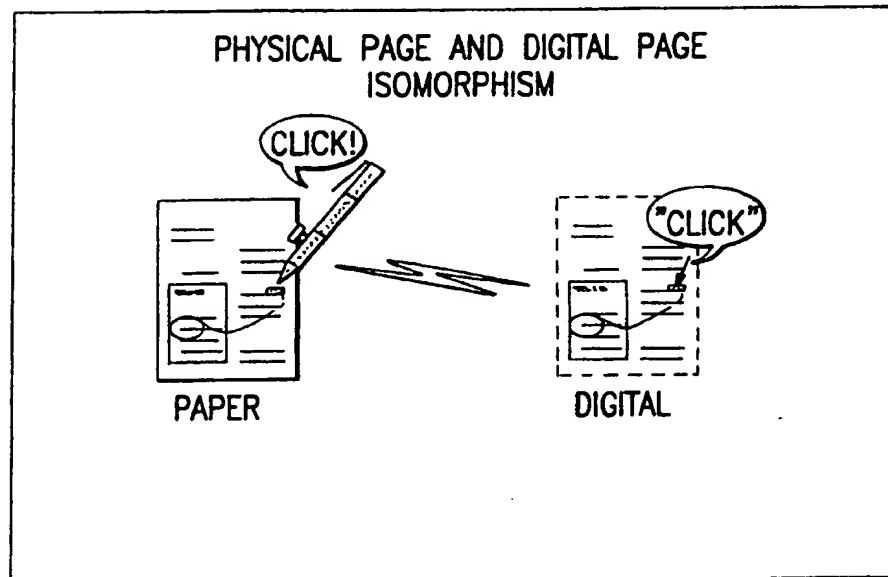 PHYSICAL PAGE AND DIGITAL PAGE
ISOMORPHISM
CLICK!
"CLICK"
PAPER
DIGITAL